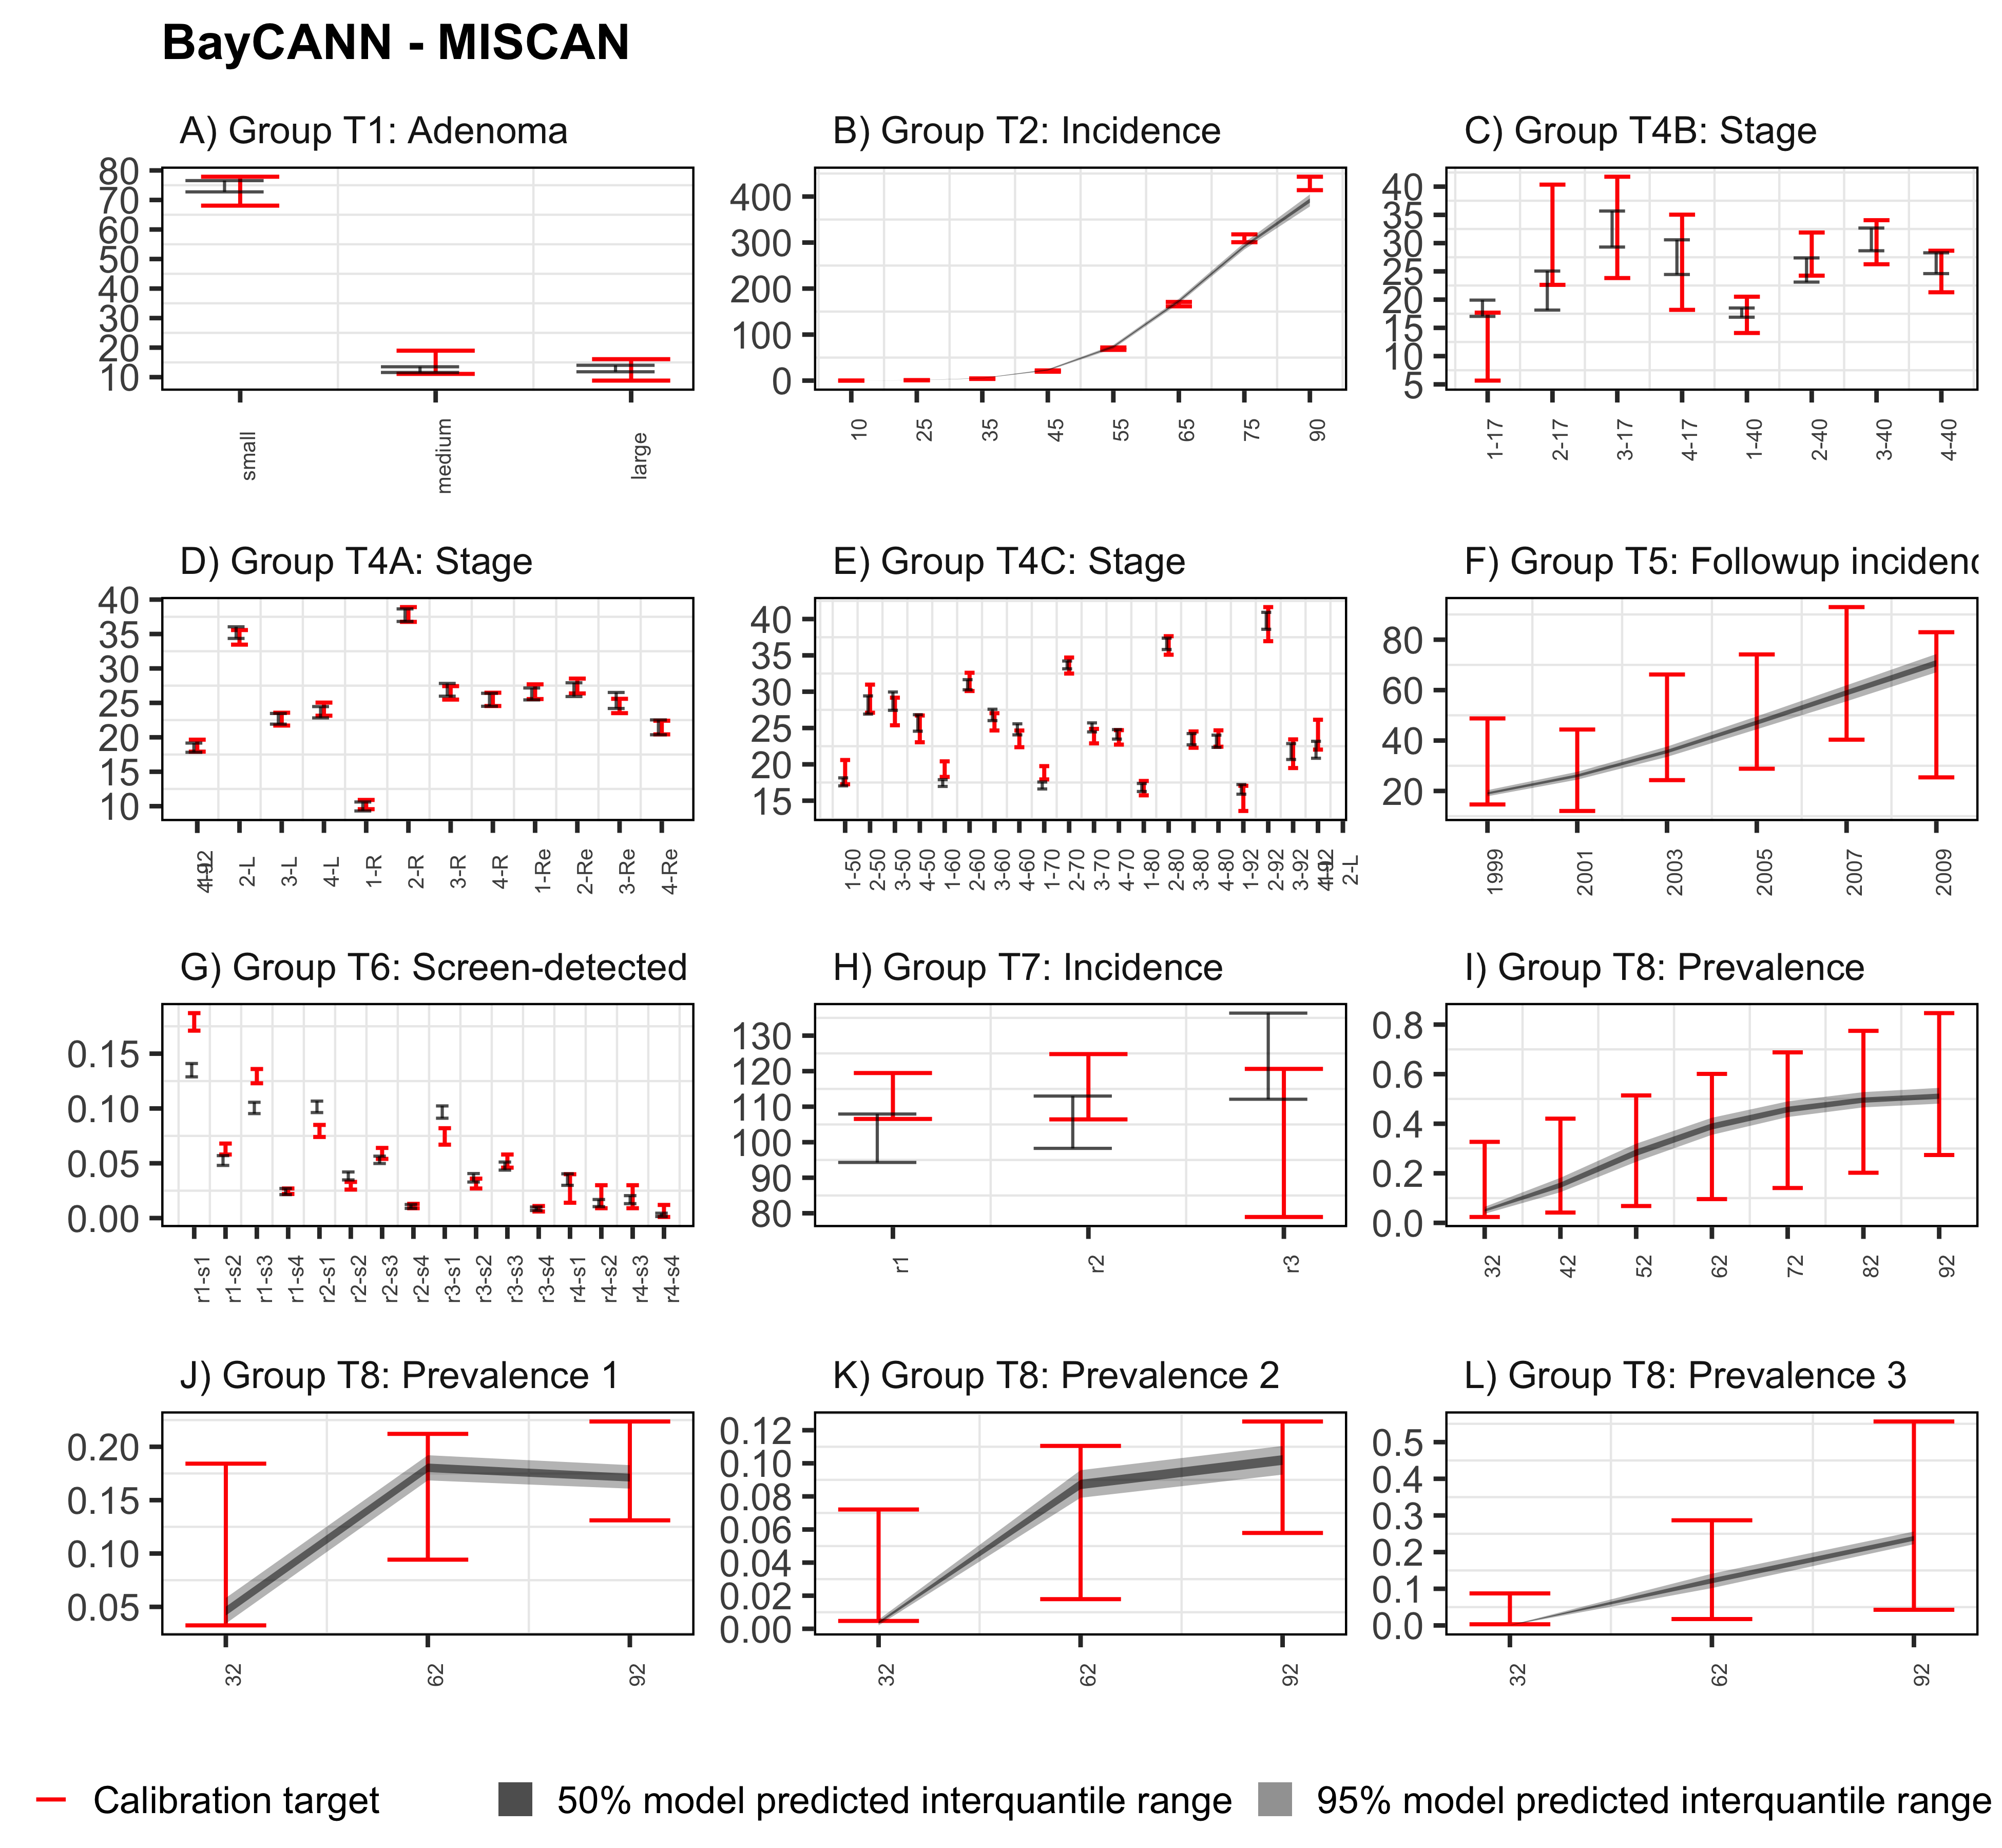 BayCANN - MISCAN
A) Group T1: Adenoma
80
70
60
50
40
30
20
10
small
medium
large
B) Group T2: Incidence
400
300
200
100
0
10
25
35
45
55
65
75
90
C) Group T4B: Stage
40
35
30
25
20
15
10
5
1-17
2-17
3-17
4-17
1-40
2-40
3-40
4-40
D) Group T4A: Stage
40
35
30
25
20
15
10
2-L
3-L
4-L
1-R
2-R
3-R
4-R
1-Re
2-Re
3-Re
4-Re
E) Group T4C: Stage
40
35
30
25
20
15
1-50
2-50
3-50
4-50
1-60
2-60
3-60
4-60
1-70
2-70
3-70
4-70
1-80
2-80
3-80
4-80
1-92
2-92
3-92
2-L
F) Group T5: Followup incidenc
80
60
40
20
1999
2001
2003
2005
2007
2009
G) Group T6: Screen-detected
0.15
0.10
0.05
0.00
r1-s1
r1-s2
r1-s3
r1-s4
r2-s1
r2-s2
r2-s3
r2-s4
r3-s1
r3-s2
r3-s3
r3-s4
r4-s1
r4-s2
r4-s3
r4-s4
H) Group T7: Incidence
130
120
110
100
90
80
r1
r2
r3
I) Group T8: Prevalence
0.8
0.6
0.4
0.2
0.0
32
42
52
62
72
82
92
J) Group T8: Prevalence 1
0.20
0.15
0.10
0.05
32
62
92
K) Group T8: Prevalence 2
0.12
0.10
0.08
0.06
0.04
0.02
0.00
32
62
92
L) Group T8: Prevalence 3
0.5
0.4
0.3
0.2
0.1
0.0
32
62
92
Calibration target
50% model predicted interquantile range
95% model predicted interquantile range